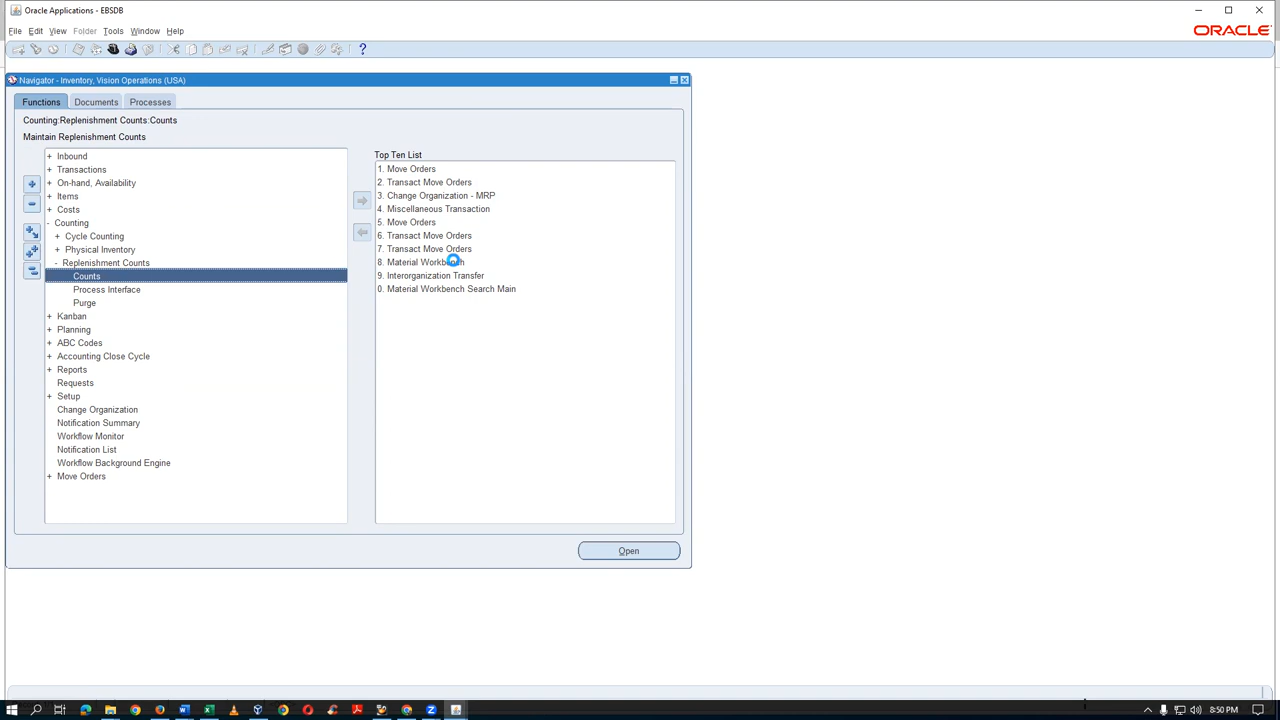 Oracle Applications - EBSDB
File Edit View Folder Tools Window Help
ORACLE
Navigator - Inventory, Vision Operations (USA)
Functions Documents Processes
Counting:Replenishment Counts:Counts
Maintain Replenishment Counts
+ Inbound
+ Transactions
+ On-hand, Availability
+ Items
+ Costs
- Counting
+ Cycle Counting
+ Physical Inventory
- Replenishment Counts
Counts
Process Interface
Purge
+ Kanban
+ Planning
+ ABC Codes
+ Accounting Close Cycle
+ Reports
Requests
+ Setup
Change Organization
Notification Summary
Workflow Monitor
Notification List
Workflow Background Engine
+ Move Orders
Top Ten List
1. Move Orders
2. Transact Move Orders
3. Change Organization - MRP
4. Miscellaneous Transaction
5. Move Orders
6. Transact Move Orders
7. Transact Move Orders
8. Material Workbench
9. Interorganization Transfer
0. Material Workbench Search Main
Open
8:50 PM